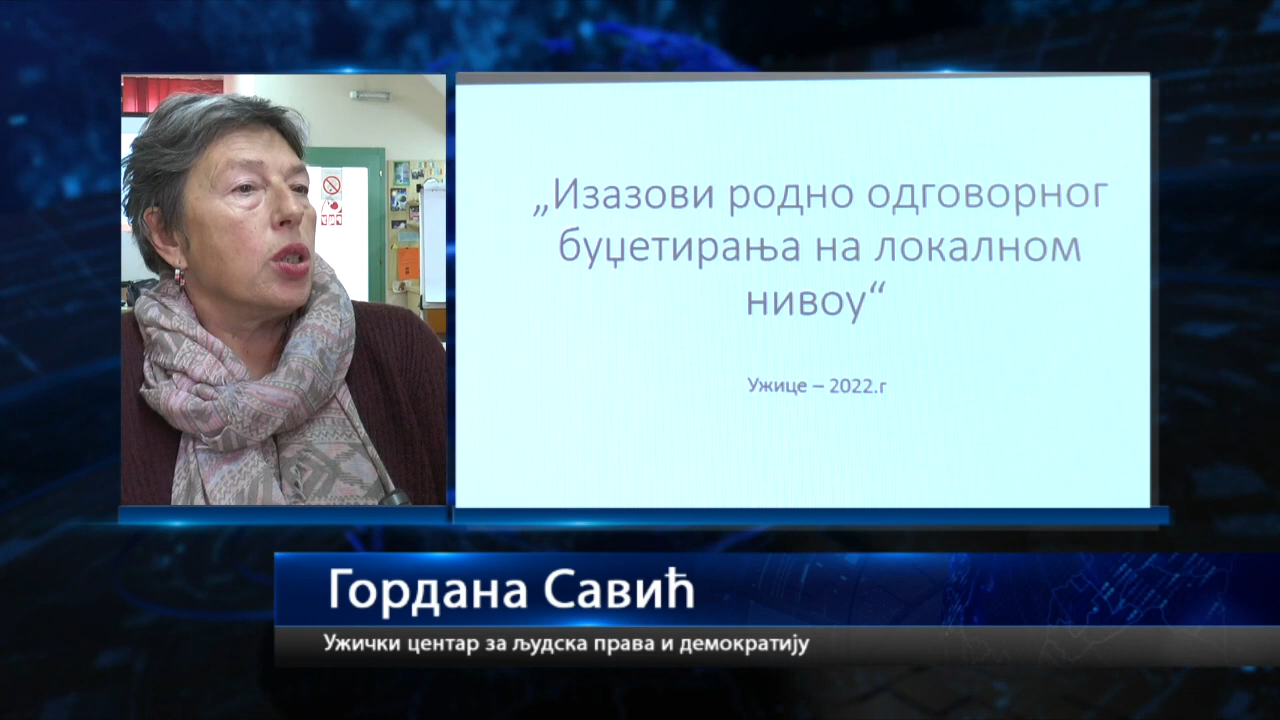 „Изазови родно одговорног
буџетирања на локалном
нивоу“
Ужице – 2022.г
Гордана Савић
Ужички центар за људска права и демократију